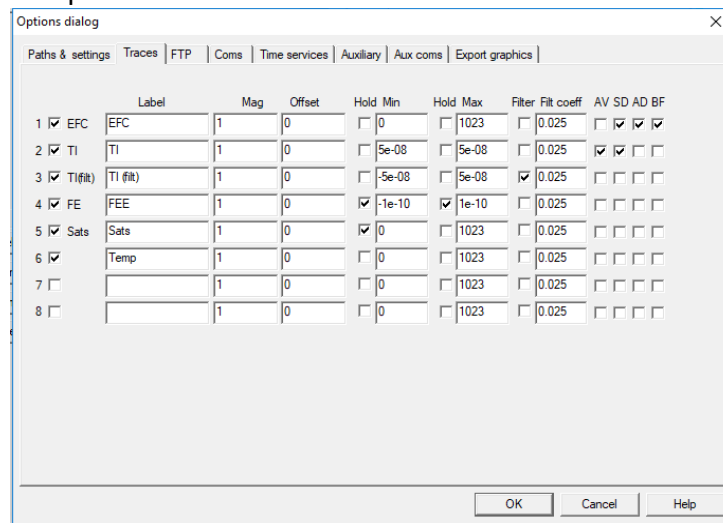 Options dialog
Paths & settings Traces FTP Coms Time services Auxiliary Aux coms Export graphics
Label Mag Offset Hold Min Hold Max Filter Filt coeff AV SD AD BF
1 EFC EFC 1 0 0 1023 0.025
2 TI TI 1 0 5e-08 5e-08 0.025
3 TI(filt) TI (filt) 1 0 -5e-08 5e-08 0.025
4 FE FEE 1 0 -1e-10 1e-10 0.025
5 Sats Sats 1 0 0 1023 0.025
6 Temp 1 0 0 1023 0.025
7 1 0 0 1023 0.025
8 1 0 0 1023 0.025
OK Cancel Help